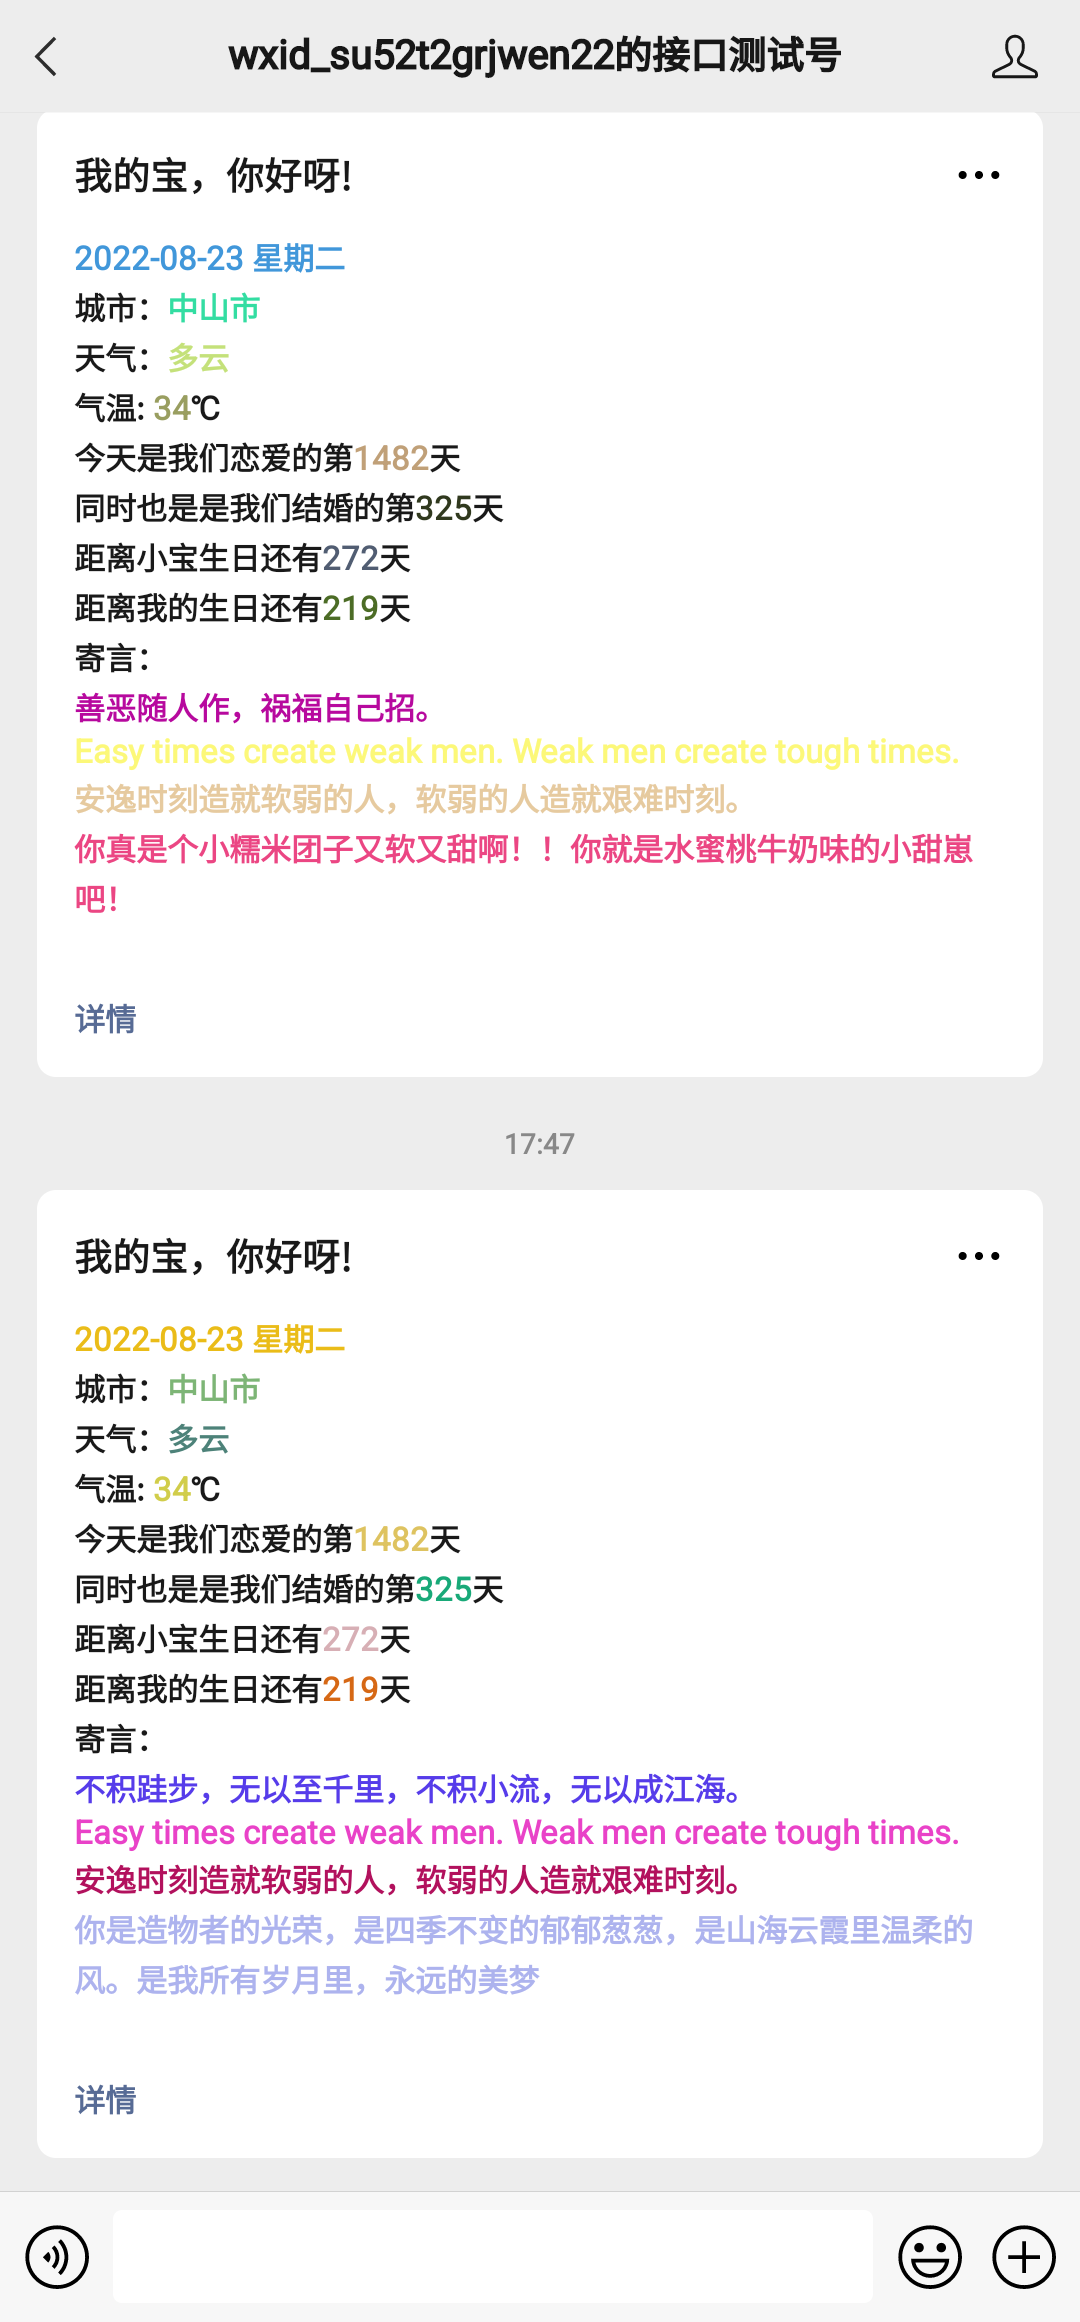 wxid_su52t2grjwen22的接口测试号
我的宝，你好呀!
2022-08-23 星期二
城市：中山市
天气：多云
气温: 34℃
今天是我们恋爱的第1482天
同时也是是我们结婚的第325天
距离小宝生日还有272天
距离我的生日还有219天
寄言：
善恶随人作，祸福自己招。
Easy times create weak men. Weak men create tough times.
安逸时刻造就软弱的人，软弱的人造就艰难时刻。
你真是个小糯米团子又软又甜啊！！你就是水蜜桃牛奶味的小甜崽
吧！
详情
17:47
我的宝，你好呀!
2022-08-23 星期二
城市：中山市
天气：多云
气温: 34℃
今天是我们恋爱的第1482天
同时也是是我们结婚的第325天
距离小宝生日还有272天
距离我的生日还有219天
寄言：
不积跬步，无以至千里，不积小流，无以成江海。
Easy times create weak men. Weak men create tough times.
安逸时刻造就软弱的人，软弱的人造就艰难时刻。
你是造物者的光荣，是四季不变的郁郁葱葱，是山海云霞里温柔的
风。是我所有岁月里，永远的美梦
详情